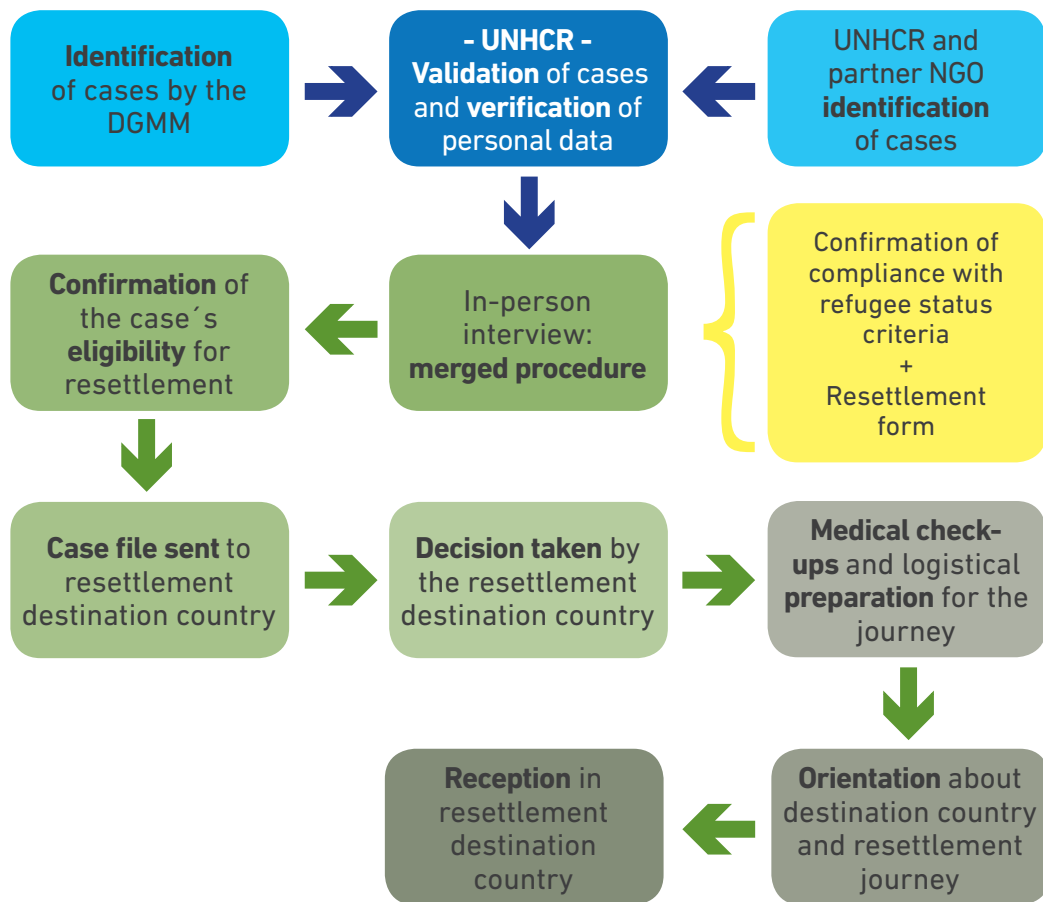 Identification
of cases by the
DGMM
- UNHCR -
Validation of cases
and verification of
personal data
UNHCR and
partner NGO
identification
of cases
Confirmation of
the case´s
eligibility for
resettlement
In-person
interview:
merged procedure
Confirmation of
compliance with
refugee status
criteria
+
Resettlement
form
Case file sent to
resettlement
destination country
Decision taken by
the resettlement
destination country
Medical check-
ups and logistical
preparation for the
journey
Reception in
resettlement
destination
country
Orientation about
destination country
and resettlement
journey